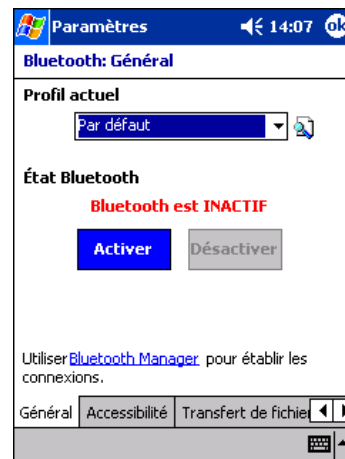 Paramètres 14:07 ok
Bluetooth: Général
Profil actuel
Par défaut
État Bluetooth
Bluetooth est INACTIF
Activer Désactiver
Utiliser Bluetooth Manager pour établir les
connexions.
Général Accessibilité Transfert de fichie